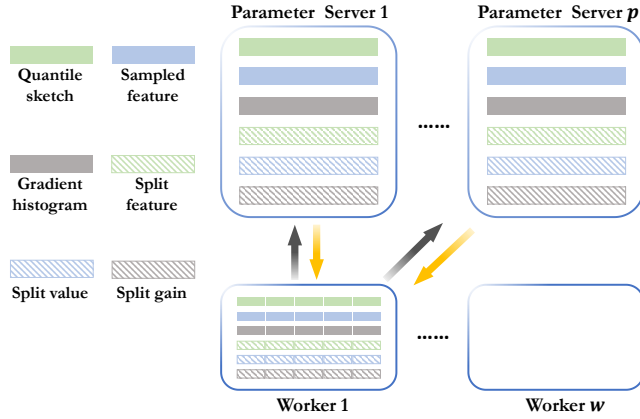 Parameter Server 1
Parameter Server p
Quantile
sketch
Sampled
feature
Gradient
histogram
Split
feature
Split value
Split gain
......
......
Worker 1
Worker w